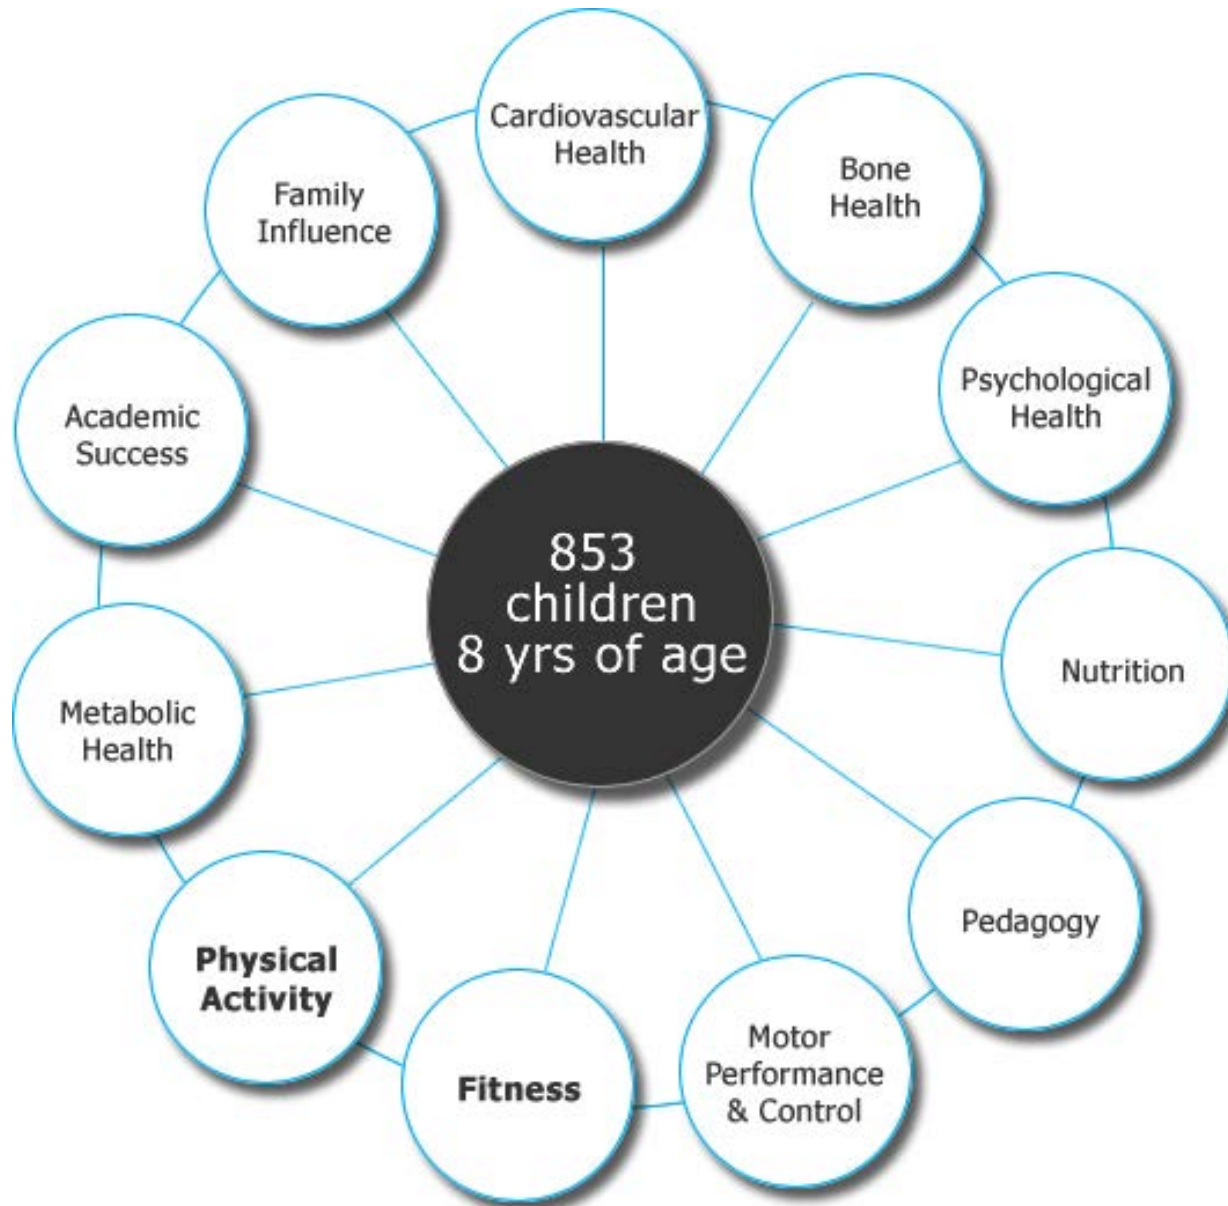 Cardiovascular
Health
Bone
Health
Psychological
Health
Nutrition
Pedagogy
Motor
Performance
& Control
Fitness
Physical
Activity
Metabolic
Health
Academic
Success
Family
Influence
853
children
8 yrs of age